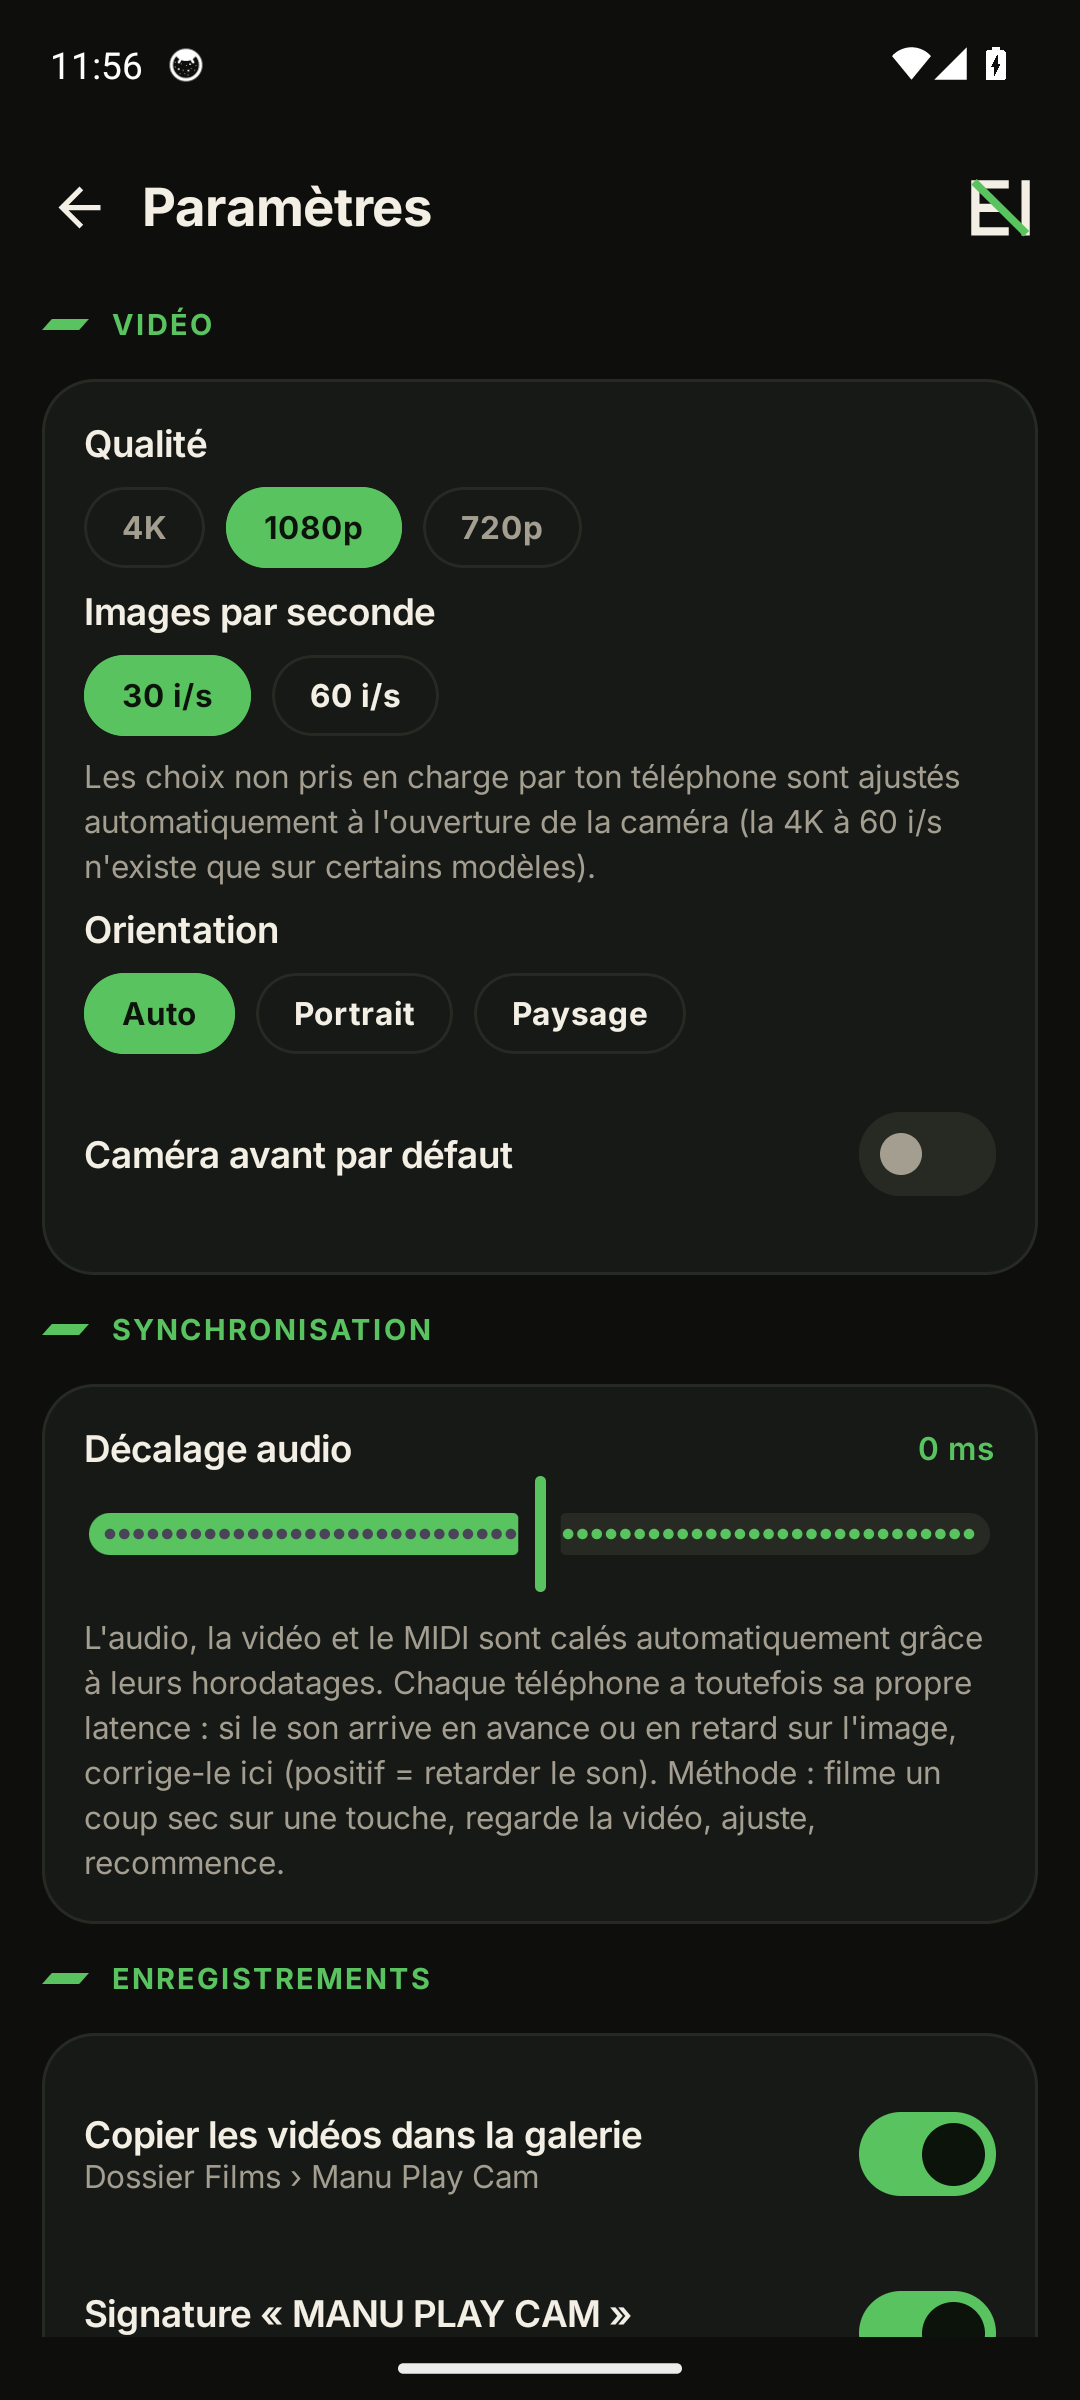 11:56
Paramètres
VIDÉO
Qualité
4K
1080p
720p
Images par seconde
30 i/s
60 i/s
Les choix non pris en charge par ton téléphone sont ajustés
automatiquement à l'ouverture de la caméra (la 4K à 60 i/s
n'existe que sur certains modèles).
Orientation
Auto
Portrait
Paysage
Caméra avant par défaut
SYNCHRONISATION
Décalage audio
0 ms
L'audio, la vidéo et le MIDI sont calés automatiquement grâce
à leurs horodatages. Chaque téléphone a toutefois sa propre
latence : si le son arrive en avance ou en retard sur l'image,
corrige-le ici (positif = retarder le son). Méthode : filme un
coup sec sur une touche, regarde la vidéo, ajuste,
recommence.
ENREGISTREMENTS
Copier les vidéos dans la galerie
Dossier Films › Manu Play Cam
Signature « MANU PLAY CAM »